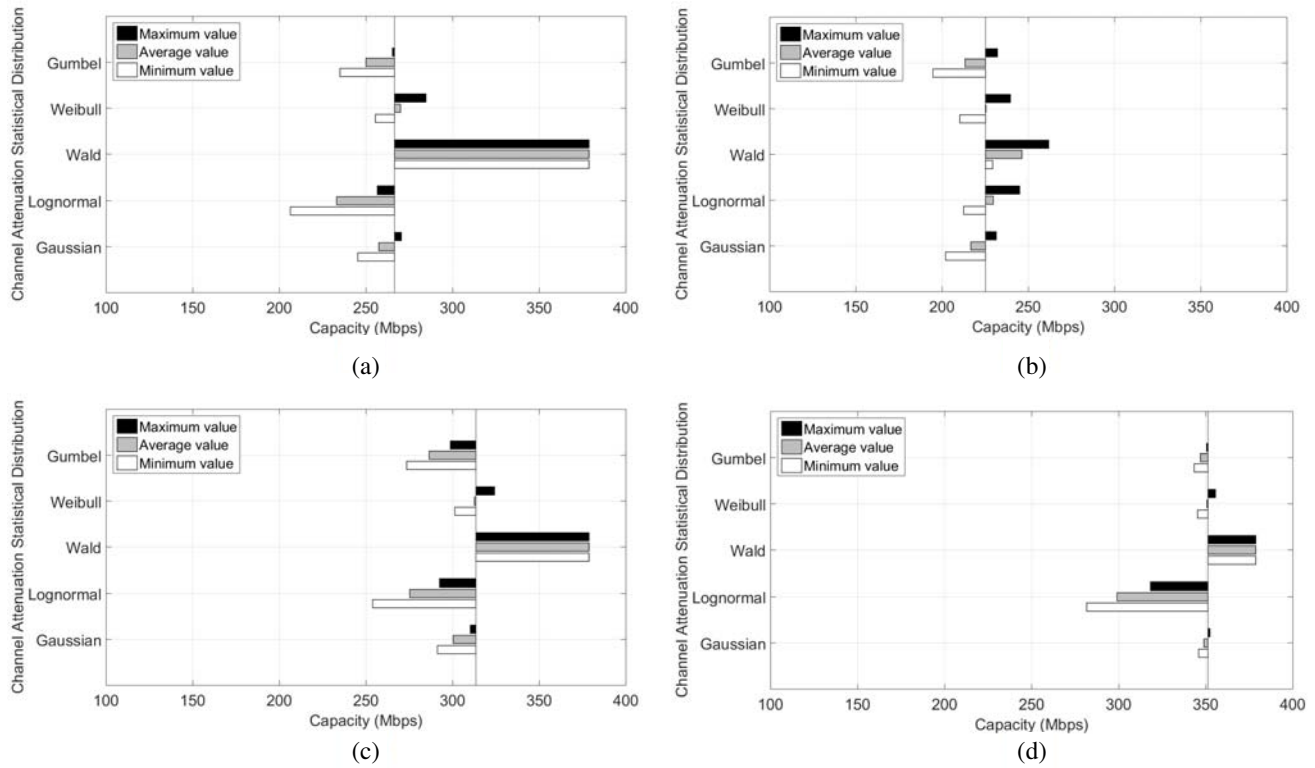 Channel Attenuation Statistical Distribution
Maximum value
Average value
Minimum value
Gumbel
Weibull
Wald
Lognormal
Gaussian
100 150 200 250 300 350 400
Capacity (Mbps)
(a)
Channel Attenuation Statistical Distribution
Maximum value
Average value
Minimum value
Gumbel
Weibull
Wald
Lognormal
Gaussian
100 150 200 250 300 350 400
Capacity (Mbps)
(b)
Channel Attenuation Statistical Distribution
Maximum value
Average value
Minimum value
Gumbel
Weibull
Wald
Lognormal
Gaussian
100 150 200 250 300 350 400
Capacity (Mbps)
(c)
Channel Attenuation Statistical Distribution
Maximum value
Average value
Minimum value
Gumbel
Weibull
Wald
Lognormal
Gaussian
100 150 200 250 300 350 400
Capacity (Mbps)
(d)